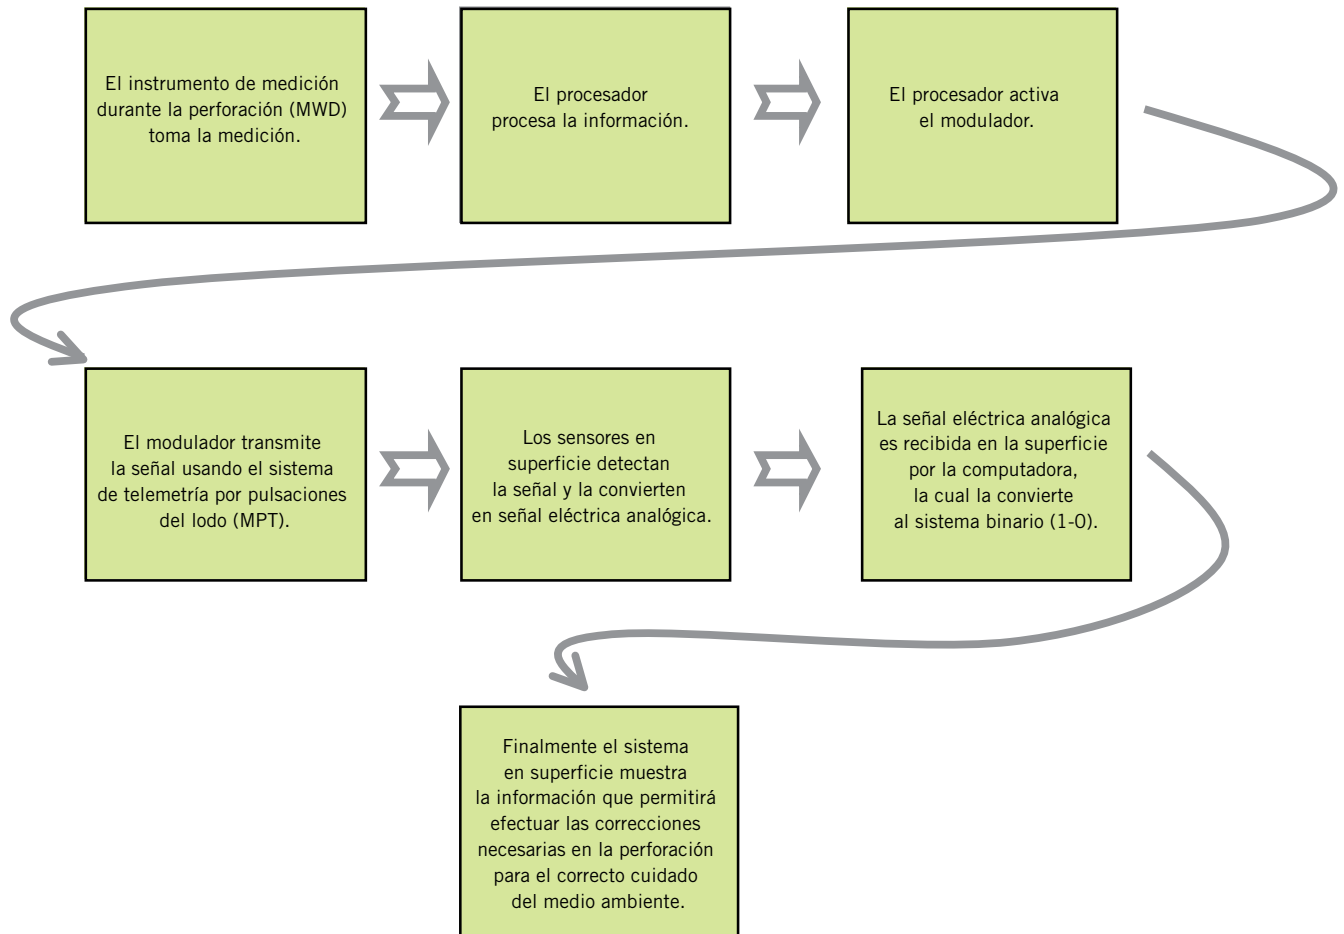 El instrumento de medición
durante la perforación (MWD)
toma la medición.
El procesador
procesa la información.
El procesador activa
el modulador.
El modulador transmite
la señal usando el sistema
de telemetría por pulsaciones
del lodo (MPT).
Los sensores en
superficie detectan
la señal y la convierten
en señal eléctrica analógica.
La señal eléctrica analógica
es recibida en la superficie
por la computadora,
la cual la convierte
al sistema binario (1-0).
Finalmente el sistema
en superficie muestra
la información que permitirá
efectuar las correcciones
necesarias en la perforación
para el correcto cuidado
del medio ambiente.